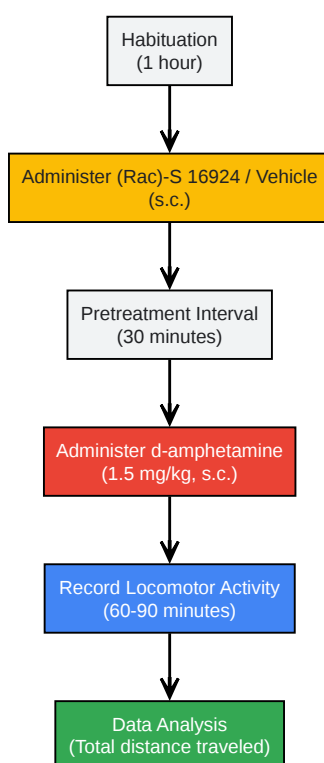 Habituation
(1 hour)
Administer (Rac)-S 16924 / Vehicle
(s.c.)
Pretreatment Interval
(30 minutes)
Administer d-amphetamine
(1.5 mg/kg, s.c.)
Record Locomotor Activity
(60-90 minutes)
Data Analysis
(Total distance traveled)